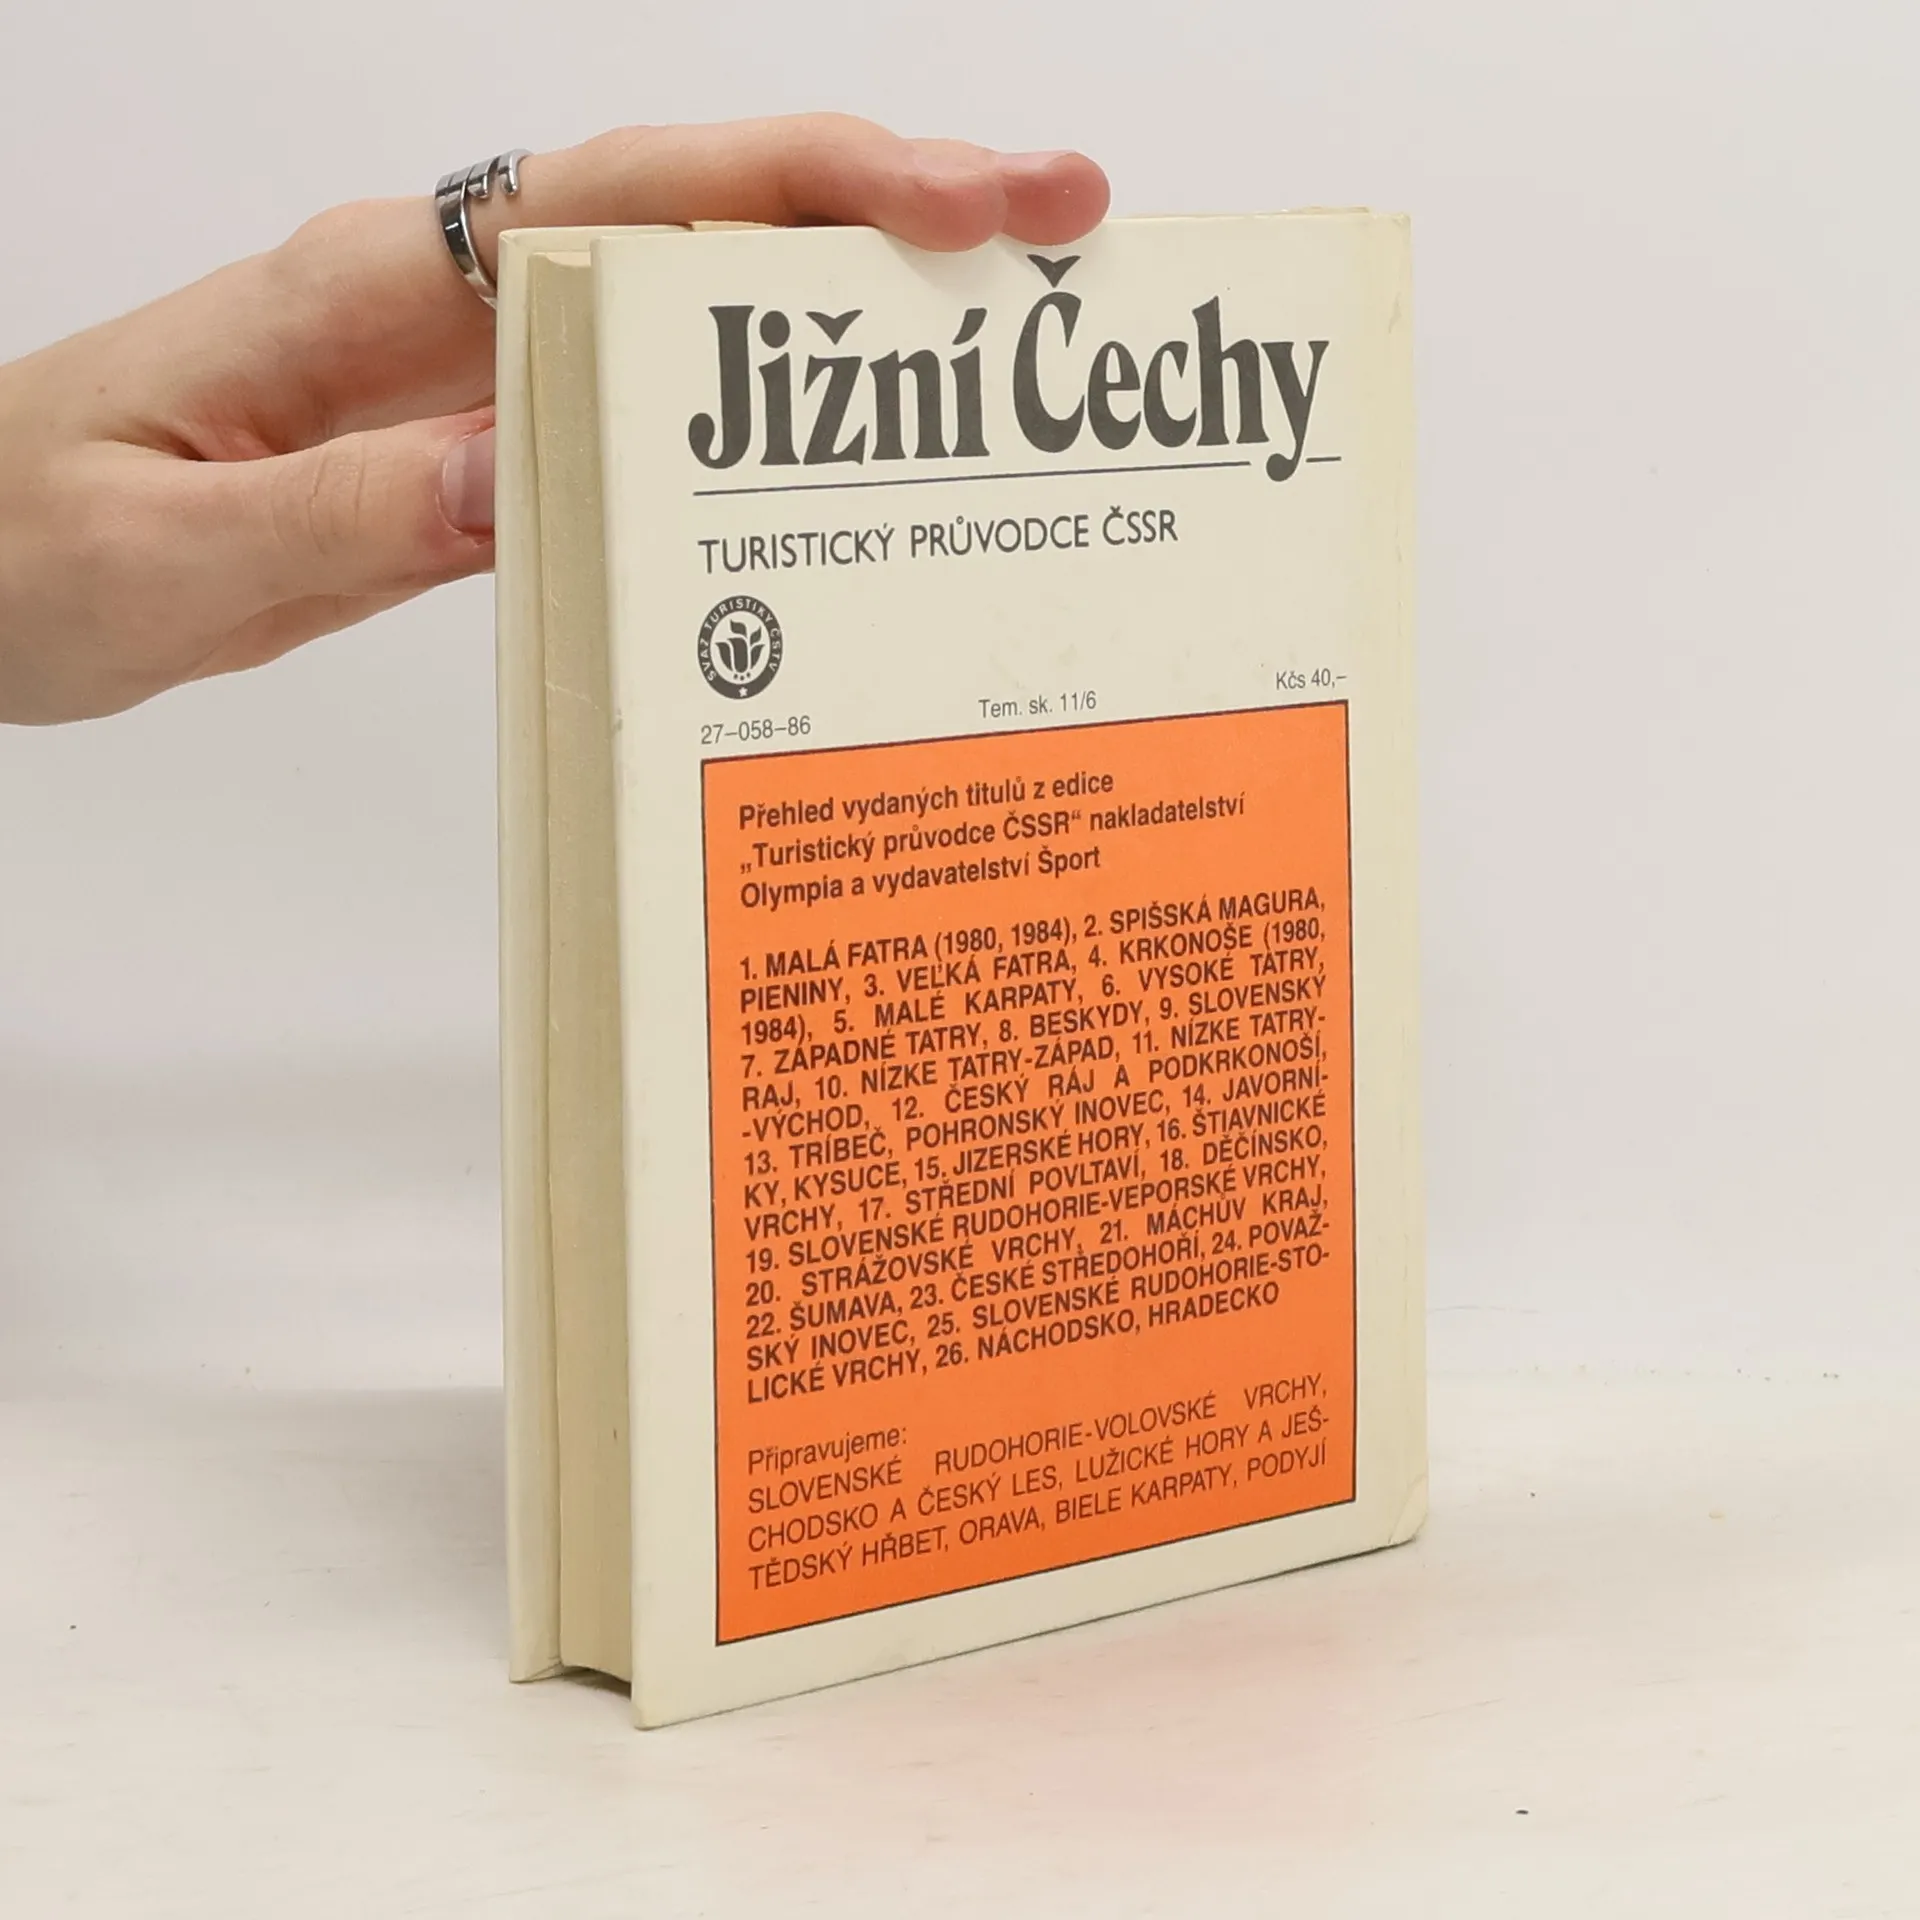 Jižní Čechy
TURISTICKÝ PRŮVODCE ČSSR
SVAZ TURISTIKY ČSTV
27–058–86
Tem. sk. 11/6
Kčs 40,–
Přehled vydaných titulů z edice
„Turistický průvodce ČSSR“ nakladatelství
Olympia a vydavatelství Šport
1. MALÁ FATRA (1980, 1984), 2. SPIŠSKÁ MAGURA,
PIENINY, 3. VEĽKÁ FATRA, 4. KRKONOŠE (1980,
1984), 5. MALÉ KARPATY, 6. VYSOKÉ TATRY,
7. ZÁPADNÉ TATRY, 8. BESKYDY, 9. SLOVENSKÝ
RAJ, 10. NÍZKE TATRY-ZÁPAD, 11. NÍZKE TATRY-
-VÝCHOD, 12. ČESKÝ RÁJ A PODKRKONOŠÍ,
13. TRÍBEČ, POHRONSKÝ INOVEC, 14. JAVORNÍ-
KY, KYSUCE, 15. JIZERSKÉ HORY, 16. ŠTIAVNICKÉ
VRCHY, 17. STŘEDNÍ POVLTAVÍ, 18. DĚČÍNSKO,
19. SLOVENSKÉ RUDOHORIE-VEPORSKÉ VRCHY,
20. STRÁŽOVSKÉ VRCHY, 21. MÁCHŮV KRAJ,
22. ŠUMAVA, 23. ČESKÉ STŘEDOHOŘÍ, 24. POVAŽ-
SKÝ INOVEC, 25. SLOVENSKÉ RUDOHORIE-STO-
LICKÉ VRCHY, 26. NÁCHODSKO, HRADECKO
Připravujeme:
SLOVENSKÉ RUDOHORIE-VOLOVSKÉ VRCHY,
CHODSKO A ČESKÝ LES, LUŽICKÉ HORY A JEŠ-
TĚDSKÝ HŘBET, ORAVA, BIELE KARPATY, PODYJÍ